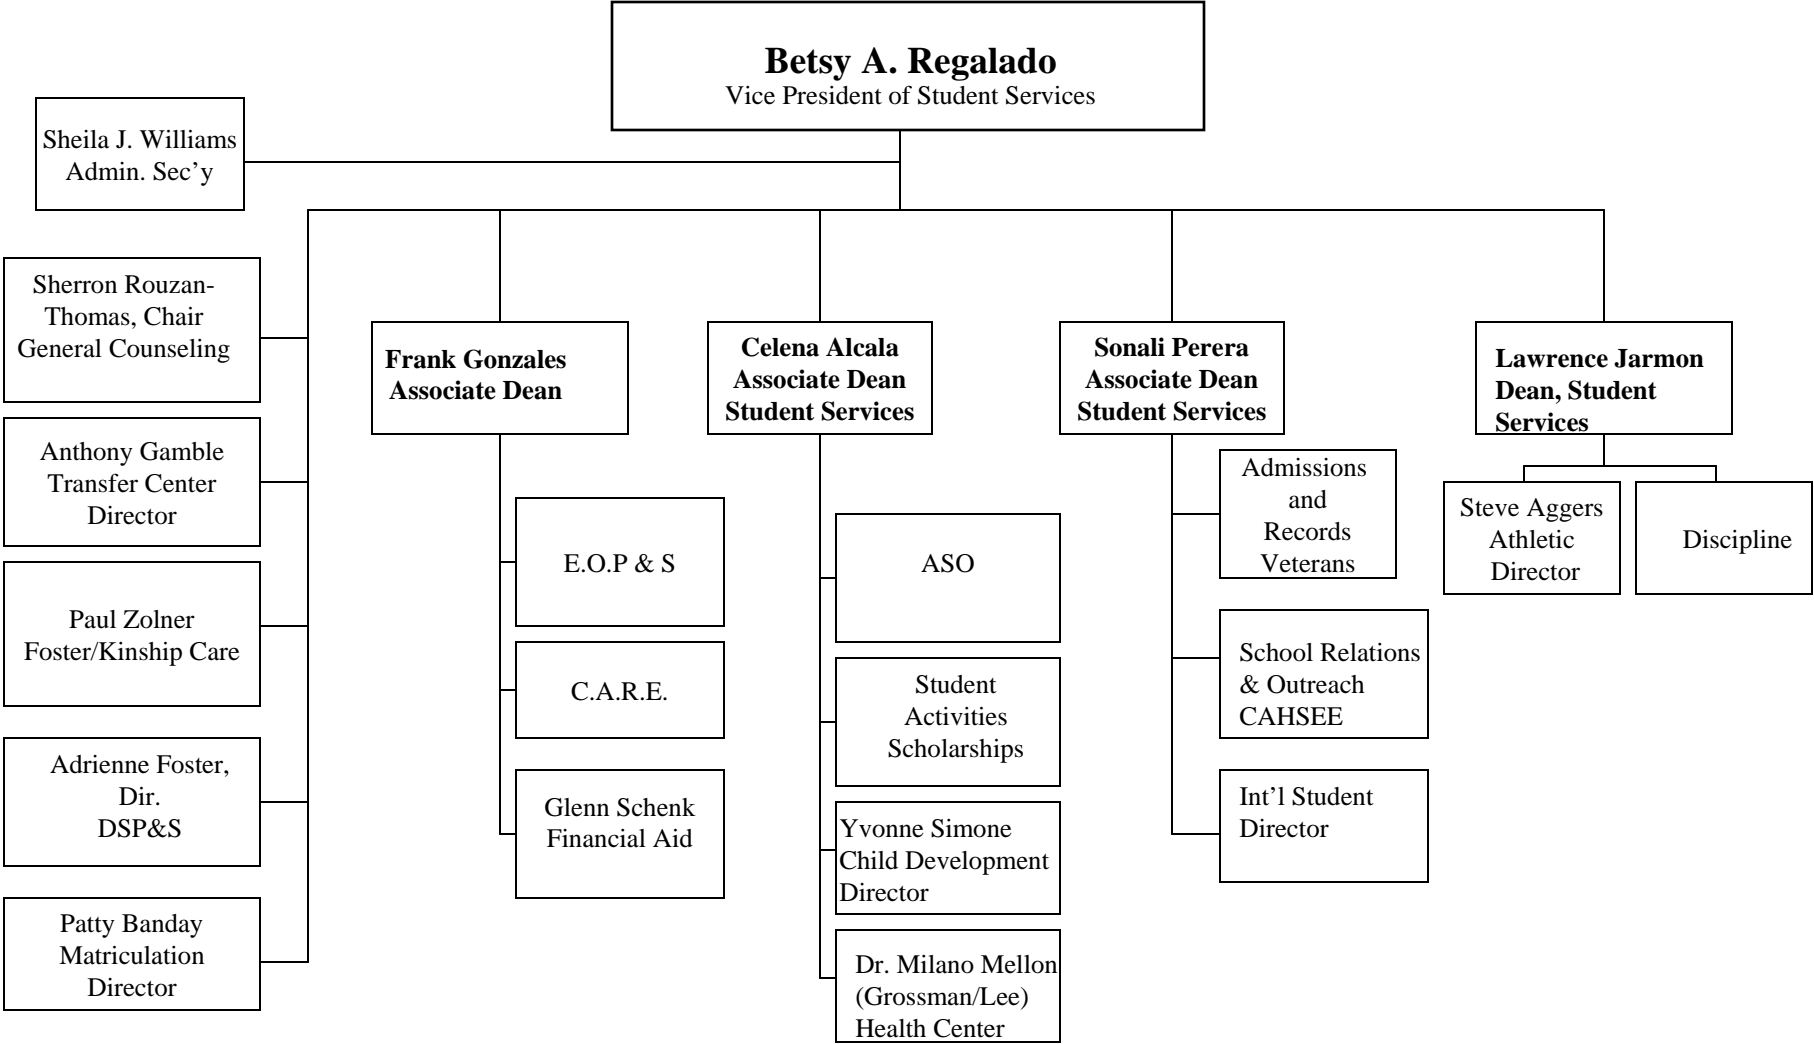 Betsy A. Regalado
Vice President of Student Services
Sheila J. Williams
Admin. Sec’y
Sherron Rouzan-
Thomas, Chair
General Counseling
Anthony Gamble
Transfer Center
Director
Paul Zolner
Foster/Kinship Care
Adrienne Foster,
Dir.
DSP&S
Patty Banday
Matriculation
Director
Frank Gonzales
Associate Dean
E.O.P & S
C.A.R.E.
Glenn Schenk
Financial Aid
Celena Alcala
Associate Dean
Student Services
ASO
Student
Activities
Scholarships
Yvonne Simone
Child Development
Director
Dr. Milano Mellon
(Grossman/Lee)
Health Center
Sonali Perera
Associate Dean
Student Services
Admissions
and
Records
Veterans
School Relations
& Outreach
CAHSEE
Int’l Student
Director
Lawrence Jarmon
Dean, Student
Services
Steve Aggers
Athletic
Director
Discipline